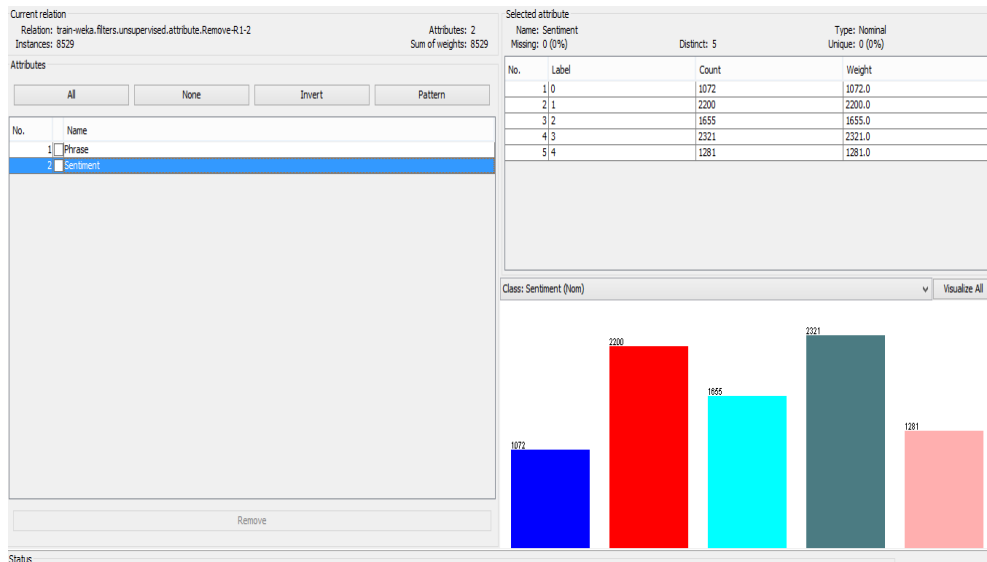 Current relation
Relation: train-weka.filters.unsupervised.attribute.Remove-R1-2
Attributes: 2
Instances: 8529
Sum of weights: 8529
Attributes
All
None
Invert
Pattern
No.
Name
1 Phrase
2 Sentiment
Remove
Status
Selected attribute
Name: Sentiment
Type: Nominal
Missing: 0 (0%)
Distinct: 5
Unique: 0 (0%)
No. Label Count Weight
1 0 1072 1072.0
2 1 2200 2200.0
3 2 1655 1655.0
4 3 2321 2321.0
5 4 1281 1281.0
Class: Sentiment (Nom)
Visualize All
1072
2200
1655
2321
1281